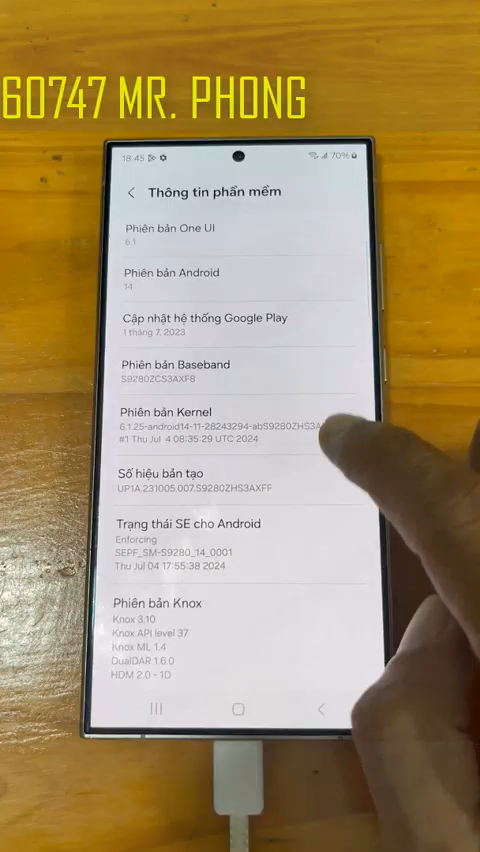 60747 MR. PHONG
18:45 70%
Thông tin phần mềm
Phiên bản One UI
6.1
Phiên bản Android
14
Cập nhật hệ thống Google Play
1 tháng 7, 2023
Phiên bản Baseband
S9280ZCS3AXF8
Phiên bản Kernel
6.1.25-android14-11-28243294-abS9280ZHS3A
#1 Thu Jul 4 08:35:29 UTC 2024
Số hiệu bản tạo
UP1A.231005.007.S9280ZHS3AXFF
Trạng thái SE cho Android
Enforcing
SEPF_SM-S9280_14_0001
Thu Jul 04 17:55:38 2024
Phiên bản Knox
Knox 3.10
Knox API level 37
Knox ML 1.4
DualDAR 1.6.0
HDM 2.0 - 1D